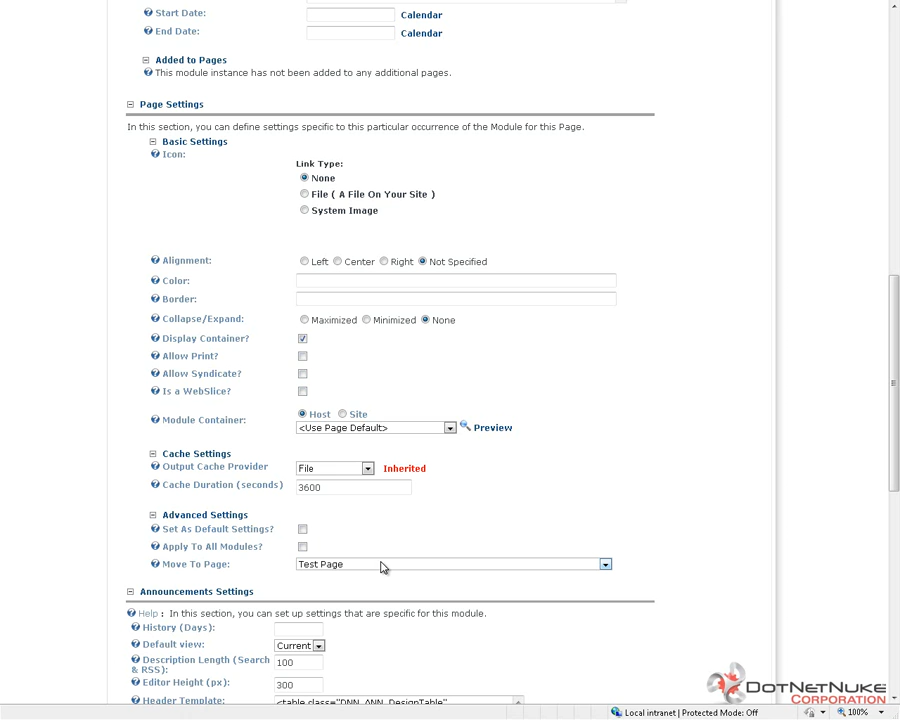 Start Date: Calendar
End Date: Calendar
Added to Pages
This module instance has not been added to any additional pages.
Page Settings
In this section, you can define settings specific to this particular occurrence of the Module for this Page.
Basic Settings
Icon:
Link Type:
None
File ( A File On Your Site )
System Image
Alignment: Left Center Right Not Specified
Color:
Border:
Collapse/Expand: Maximized Minimized None
Display Container?
Allow Print?
Allow Syndicate?
Is a WebSlice?
Module Container: Host Site
<Use Page Default> Preview
Cache Settings
Output Cache Provider File Inherited
Cache Duration (seconds) 3600
Advanced Settings
Set As Default Settings?
Apply To All Modules?
Move To Page: Test Page
Announcements Settings
Help : In this section, you can set up settings that are specific for this module.
History (Days):
Default view: Current
Description Length (Search & RSS): 100
Editor Height (px): 300
Header Template: <table class="DNN_ANN_DesignTable"
DotNetNuke
CORPORATION
Local intranet | Protected Mode: Off 100%